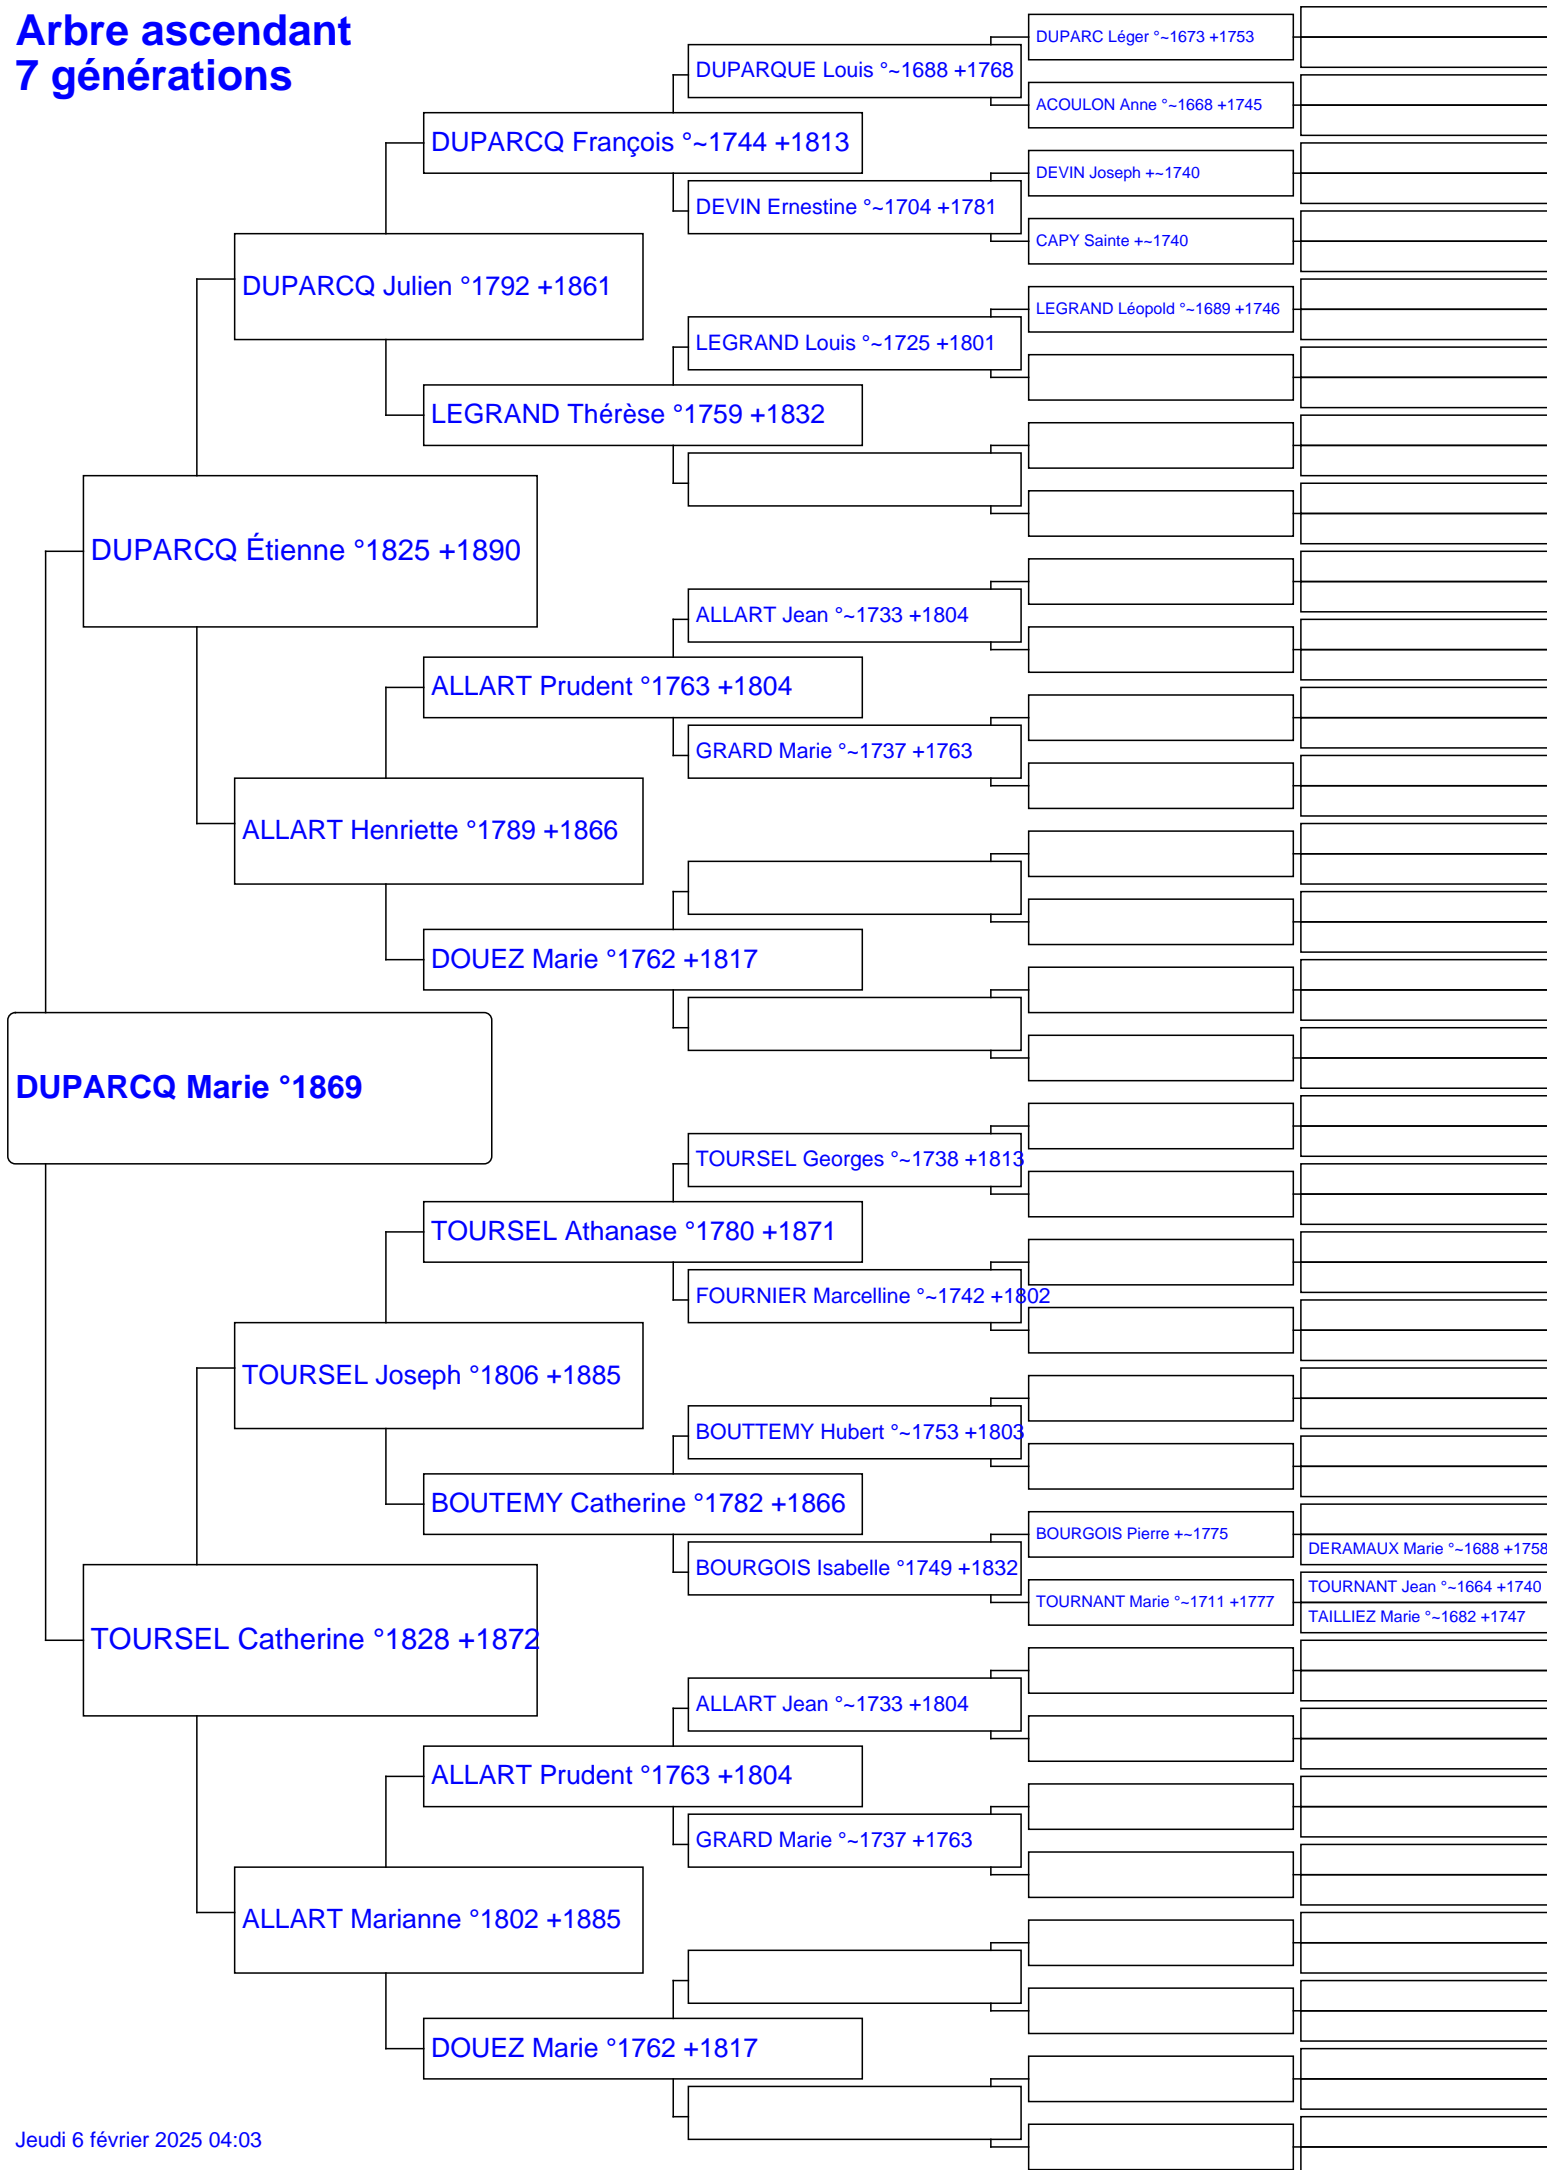 Arbre ascendant
7 générations
DUPARCQ Marie °1869
DUPARCQ Étienne °1825 +1890
TOURSEL Catherine °1828 +1872
DUPARCQ Julien °1792 +1861
ALLART Henriette °1789 +1866
TOURSEL Joseph °1806 +1885
ALLART Marianne °1802 +1885
DUPARCQ François °~1744 +1813
LEGRAND Thérèse °1759 +1832
ALLART Prudent °1763 +1804
DOUEZ Marie °1762 +1817
TOURSEL Athanase °1780 +1871
BOUTEMY Catherine °1782 +1866
ALLART Prudent °1763 +1804
DOUEZ Marie °1762 +1817
DUPARQUE Louis °~1688 +1768
DEVIN Ernestine °~1704 +1781
LEGRAND Louis °~1725 +1801
ALLART Jean °~1733 +1804
GRARD Marie °~1737 +1763
TOURSEL Georges °~1738 +1813
FOURNIER Marcelline °~1742 +1802
BOUTTEMY Hubert °~1753 +1803
BOURGOIS Isabelle °1749 +1832
ALLART Jean °~1733 +1804
GRARD Marie °~1737 +1763
DUPARC Léger °~1673 +1753
ACOULON Anne °~1668 +1745
DEVIN Joseph +~1740
CAPY Sainte +~1740
LEGRAND Léopold °~1689 +1746
BOURGOIS Pierre +~1775
TOURNANT Marie °~1711 +1777
DERAMAUX Marie °~1688 +1758
TOURNANT Jean °~1664 +1740
TAILLIEZ Marie °~1682 +1747
Jeudi 6 février 2025 04:03